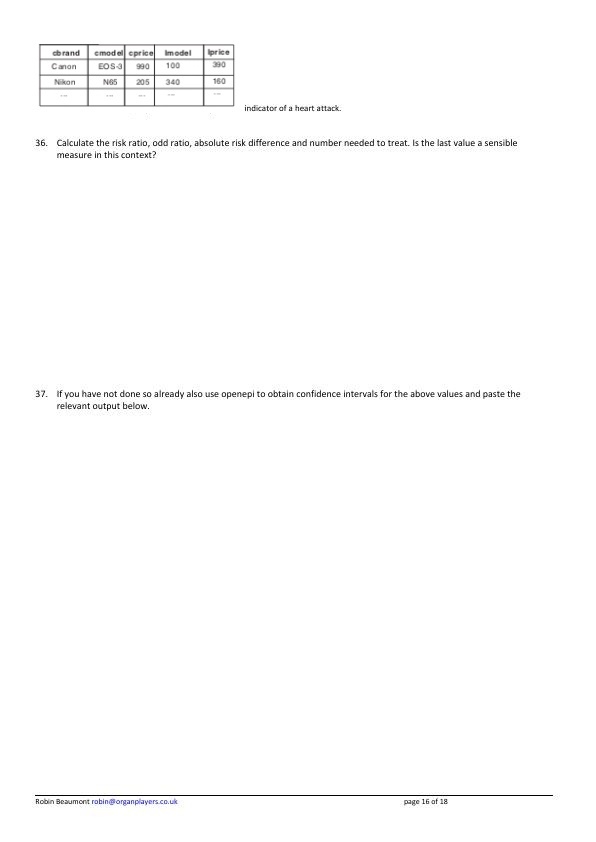 cbrand cmodel cprice lmodel lprice
Canon EOS-3 990 100 390
Nikon N65 205 340 160
... ... ... ... ...
indicator of a heart attack.
36. Calculate the risk ratio, odd ratio, absolute risk difference and number needed to treat. Is the last value a sensible
measure in this context?
37. If you have not done so already also use openepi to obtain confidence intervals for the above values and paste the
relevant output below.
Robin Beaumont robin@organplayers.co.uk page 16 of 18